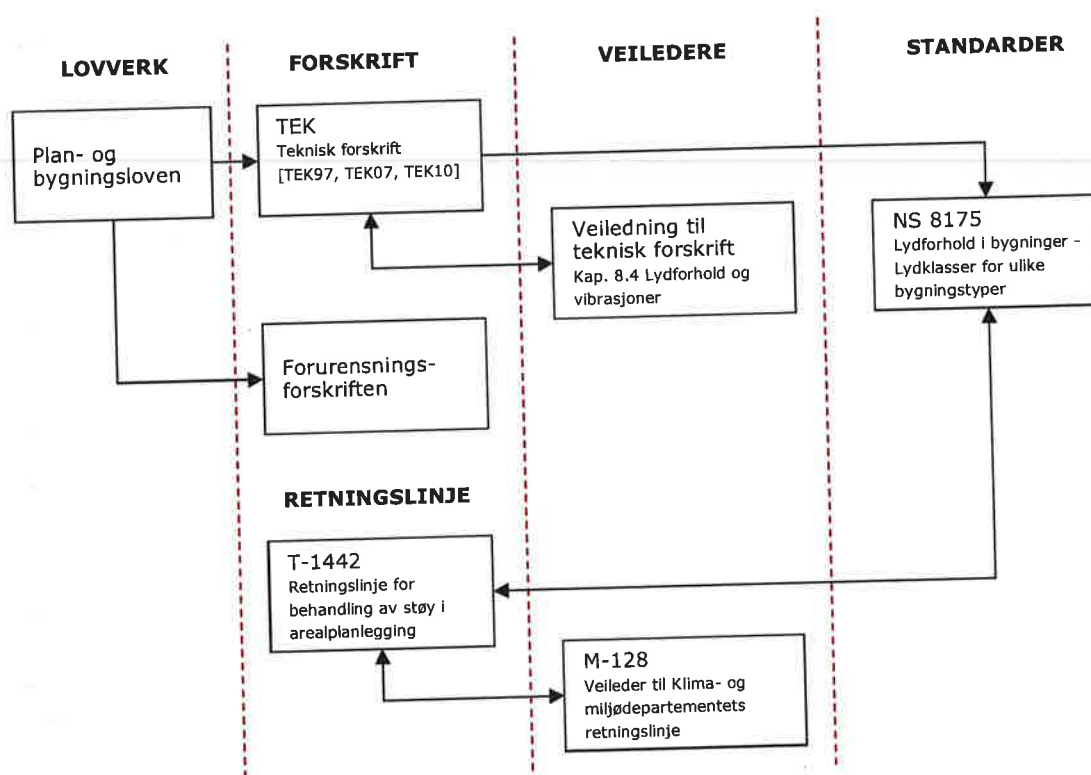 LOVVERK
FORSKRIFT
VEILEDERE
STANDARDER
Plan- og
bygningsloven
TEK
Teknisk forskrift
[TEK97, TEK07, TEK10]
Veiledning til
teknisk forskrift
Kap. 8.4 Lydforhold og
vibrasjoner
NS 8175
Lydforhold i bygninger –
Lydklasser for ulike
bygningstyper
Forurensnings-
forskriften
RETNINGSLINJE
T-1442
Retningslinje for
behandling av støy i
arealplanlegging
M-128
Veileder til Klima- og
miljødepartementets
retningslinje